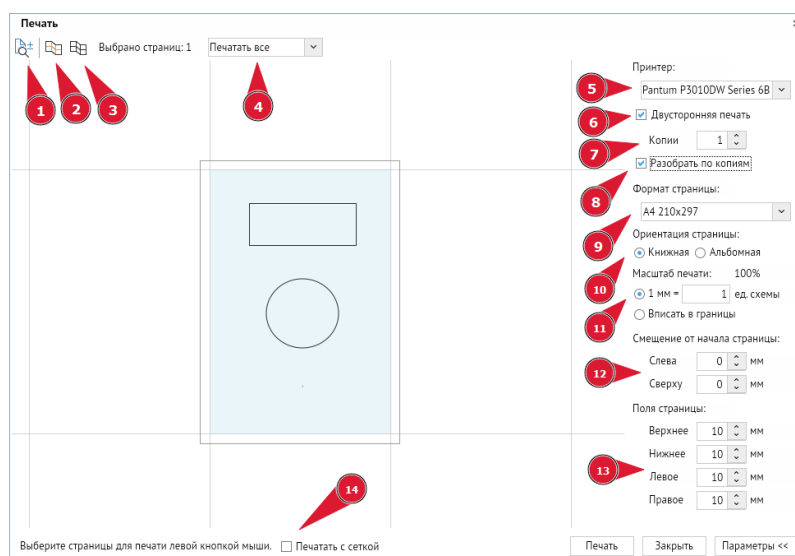 Печать
Выбрано страниц: 1
Печатать все
1
2
3
4
Принтер:
5
Pantum P3010DW Series 6B
6
Двусторонняя печать
7
Копии 1
Разобрать по копиям
8
Формат страницы:
A4 210x297
9
Ориентация страницы:
Книжная Альбомная
10
Масштаб печати: 100%
1 мм = 1 ед. схемы
11
Вписать в границы
Смещение от начала страницы:
Слева 0 мм
12
Сверху 0 мм
Поля страницы:
Верхнее 10 мм
Нижнее 10 мм
13
Левое 10 мм
Правое 10 мм
14
Выберите страницы для печати левой кнопкой мыши. Печатать с сеткой
Печать Закрыть Параметры <<